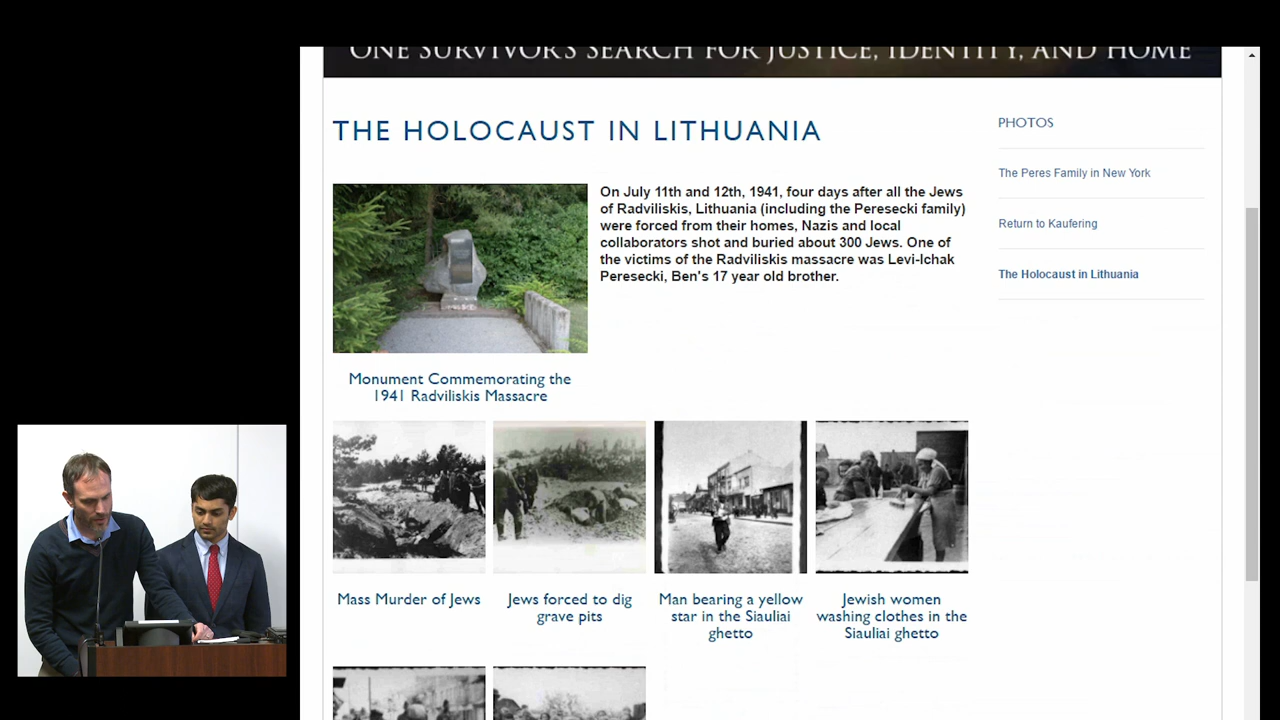 ONE SURVIVOR'S SEARCH FOR JUSTICE, IDENTITY, AND HOME
THE HOLOCAUST IN LITHUANIA
On July 11th and 12th, 1941, four days after all the Jews
of Radviliskis, Lithuania (including the Peresecki family)
were forced from their homes, Nazis and local
collaborators shot and buried about 300 Jews. One of
the victims of the Radviliskis massacre was Levi-Ichak
Peresecki, Ben's 17 year old brother.
Monument Commemorating the
1941 Radviliskis Massacre
Mass Murder of Jews
Jews forced to dig
grave pits
Man bearing a yellow
star in the Siauliai
ghetto
Jewish women
washing clothes in the
Siauliai ghetto
PHOTOS
The Peres Family in New York
Return to Kaufering
The Holocaust in Lithuania